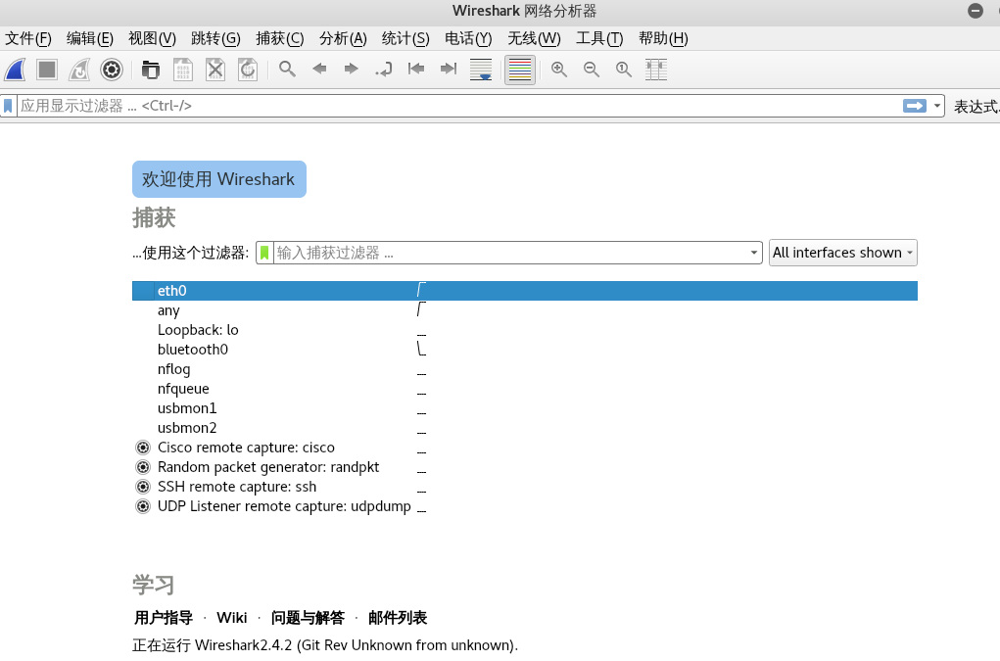 Wireshark 网络分析器
文件(F) 编辑(E) 视图(V) 跳转(G) 捕获(C) 分析(A) 统计(S) 电话(Y) 无线(W) 工具(T) 帮助(H)
应用显示过滤器 … <Ctrl-/> 表达式
欢迎使用 Wireshark
捕获
…使用这个过滤器: 输入捕获过滤器 … All interfaces shown
eth0
any
Loopback: lo
bluetooth0
nflog
nfqueue
usbmon1
usbmon2
Cisco remote capture: cisco
Random packet generator: randpkt
SSH remote capture: ssh
UDP Listener remote capture: udpdump
学习
用户指导 · Wiki · 问题与解答 · 邮件列表
正在运行 Wireshark2.4.2 (Git Rev Unknown from unknown).